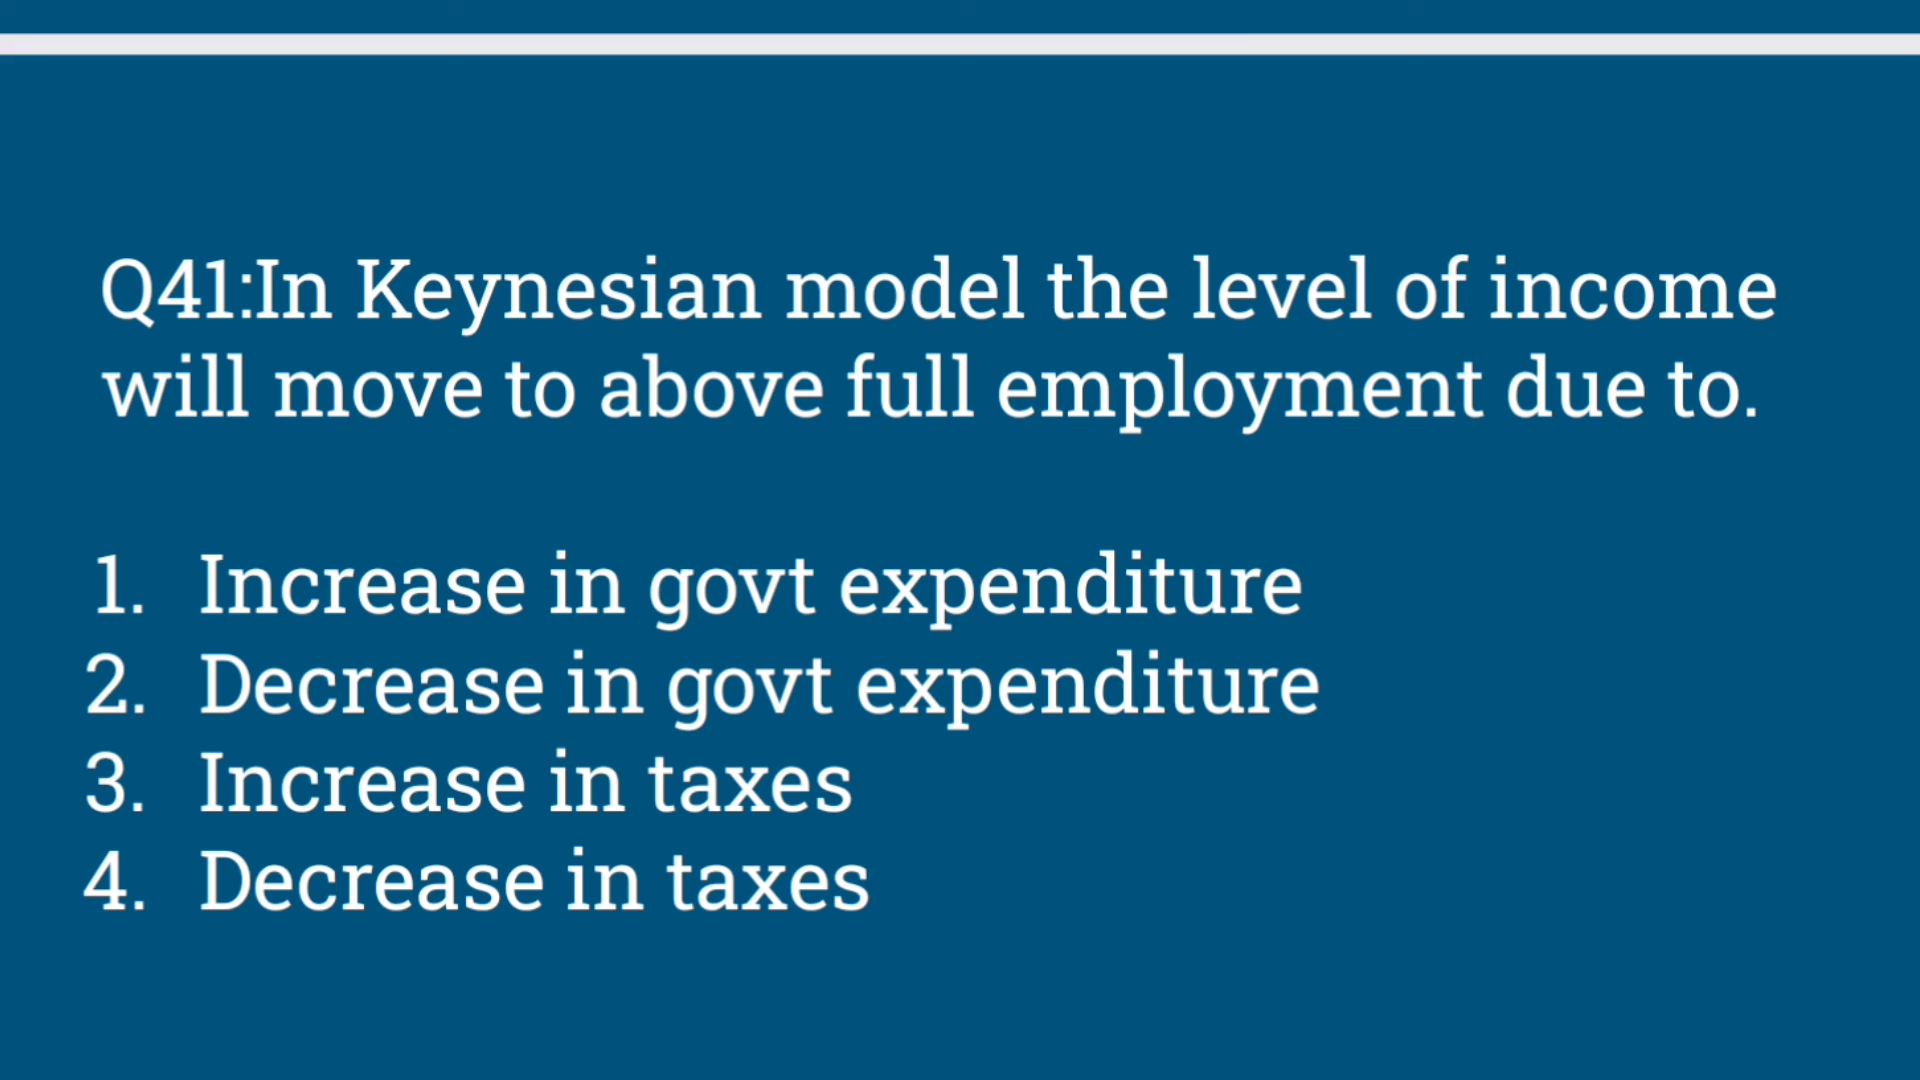 Q41:In Keynesian model the level of income
will move to above full employment due to.
1. Increase in govt expenditure
2. Decrease in govt expenditure
3. Increase in taxes
4. Decrease in taxes